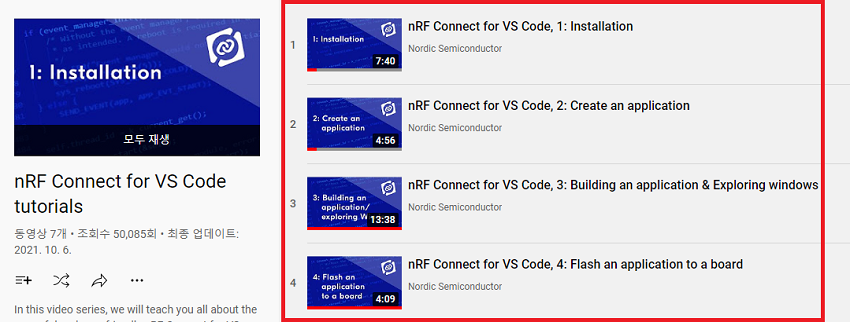 1: Installation
모두 재생
nRF Connect for VS Code
tutorials
동영상 7개 • 조회수 50,085회 • 최종 업데이트:
2021. 10. 6.
In this video series, we will teach you all about the
1
1: Installation
7:40
nRF Connect for VS Code, 1: Installation
Nordic Semiconductor
2
2: Create an
application
4:56
nRF Connect for VS Code, 2: Create an application
Nordic Semiconductor
3
3: Building an
application/
exploring
13:38
nRF Connect for VS Code, 3: Building an application & Exploring windows
Nordic Semiconductor
4
4: Flash an
application
to a board
4:09
nRF Connect for VS Code, 4: Flash an application to a board
Nordic Semiconductor